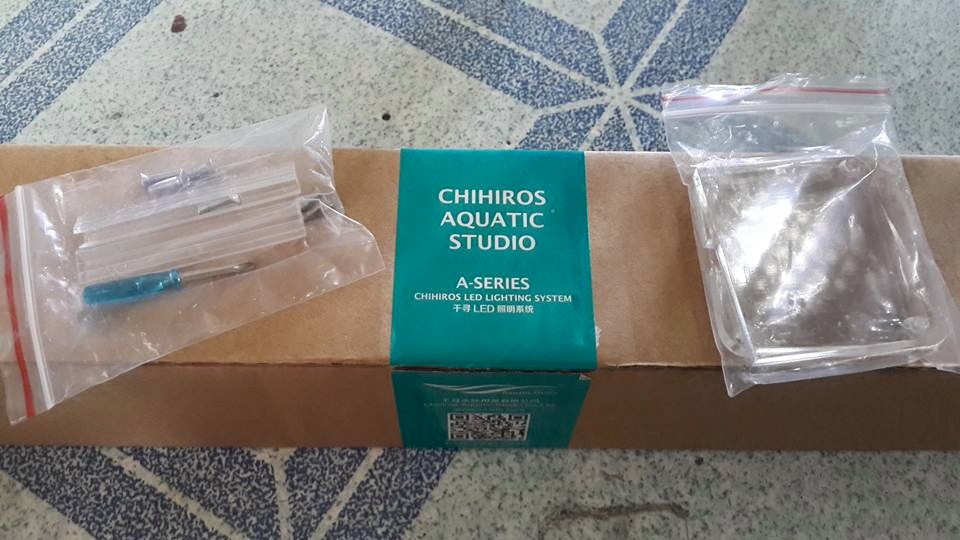 CHIHIROS
AQUATIC
STUDIO
A-SERIES
CHIHIROS LED LIGHTING SYSTEM
千寻 LED 照明系统